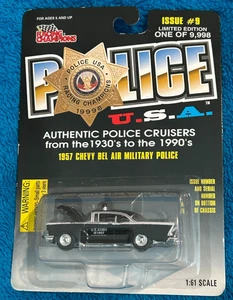 FOR AGES 8 AND UP
ISSUE #9
LIMITED EDITION
ONE OF 9,998
RACING CHAMPIONS
POLICE
POLICE USA
RACING CHAMPIONS
U.S.A.
AUTHENTIC POLICE CRUISERS
from the 1930's to the 1990's
1957 CHEVY BEL AIR MILITARY POLICE
WARNING:
ISSUE NUMBER
AND SERIAL
NUMBER
ON BOTTOM
OF CHASSIS
1:61 SCALE